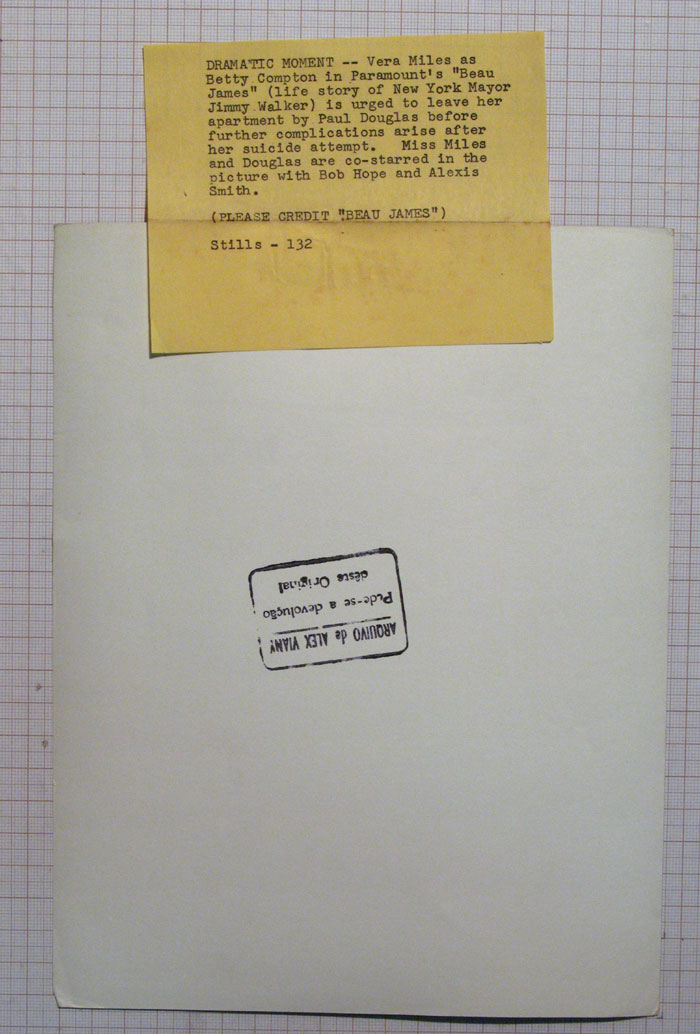 DRAMATIC MOMENT -- Vera Miles as
Betty Compton in Paramount's "Beau
James" (life story of New York Mayor
Jimmy Walker) is urged to leave her
apartment by Paul Douglas before
further complications arise after
her suicide attempt.   Miss Miles
and Douglas are co-starred in the
picture with Bob Hope and Alexis
Smith.
(PLEASE CREDIT "BEAU JAMES")
Stills - 132
ARQUIVO de ALEX VIANY
Pede-se a devolução
dêste Original